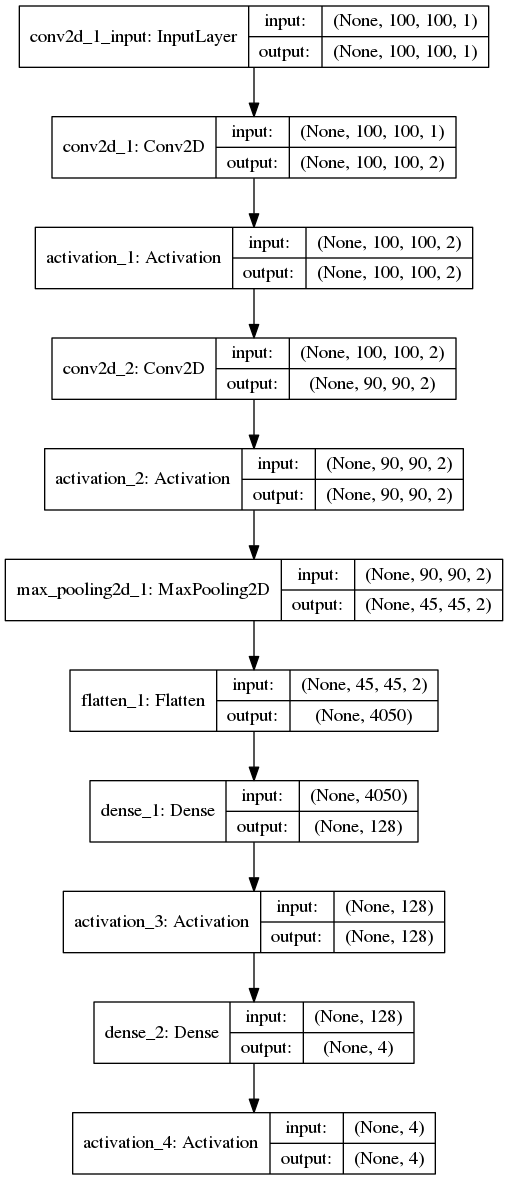 conv2d_1_input: InputLayer
input:
(None, 100, 100, 1)
output:
(None, 100, 100, 1)
conv2d_1: Conv2D
input:
(None, 100, 100, 1)
output:
(None, 100, 100, 2)
activation_1: Activation
input:
(None, 100, 100, 2)
output:
(None, 100, 100, 2)
conv2d_2: Conv2D
input:
(None, 100, 100, 2)
output:
(None, 90, 90, 2)
activation_2: Activation
input:
(None, 90, 90, 2)
output:
(None, 90, 90, 2)
max_pooling2d_1: MaxPooling2D
input:
(None, 90, 90, 2)
output:
(None, 45, 45, 2)
flatten_1: Flatten
input:
(None, 45, 45, 2)
output:
(None, 4050)
dense_1: Dense
input:
(None, 4050)
output:
(None, 128)
activation_3: Activation
input:
(None, 128)
output:
(None, 128)
dense_2: Dense
input:
(None, 128)
output:
(None, 4)
activation_4: Activation
input:
(None, 4)
output:
(None, 4)